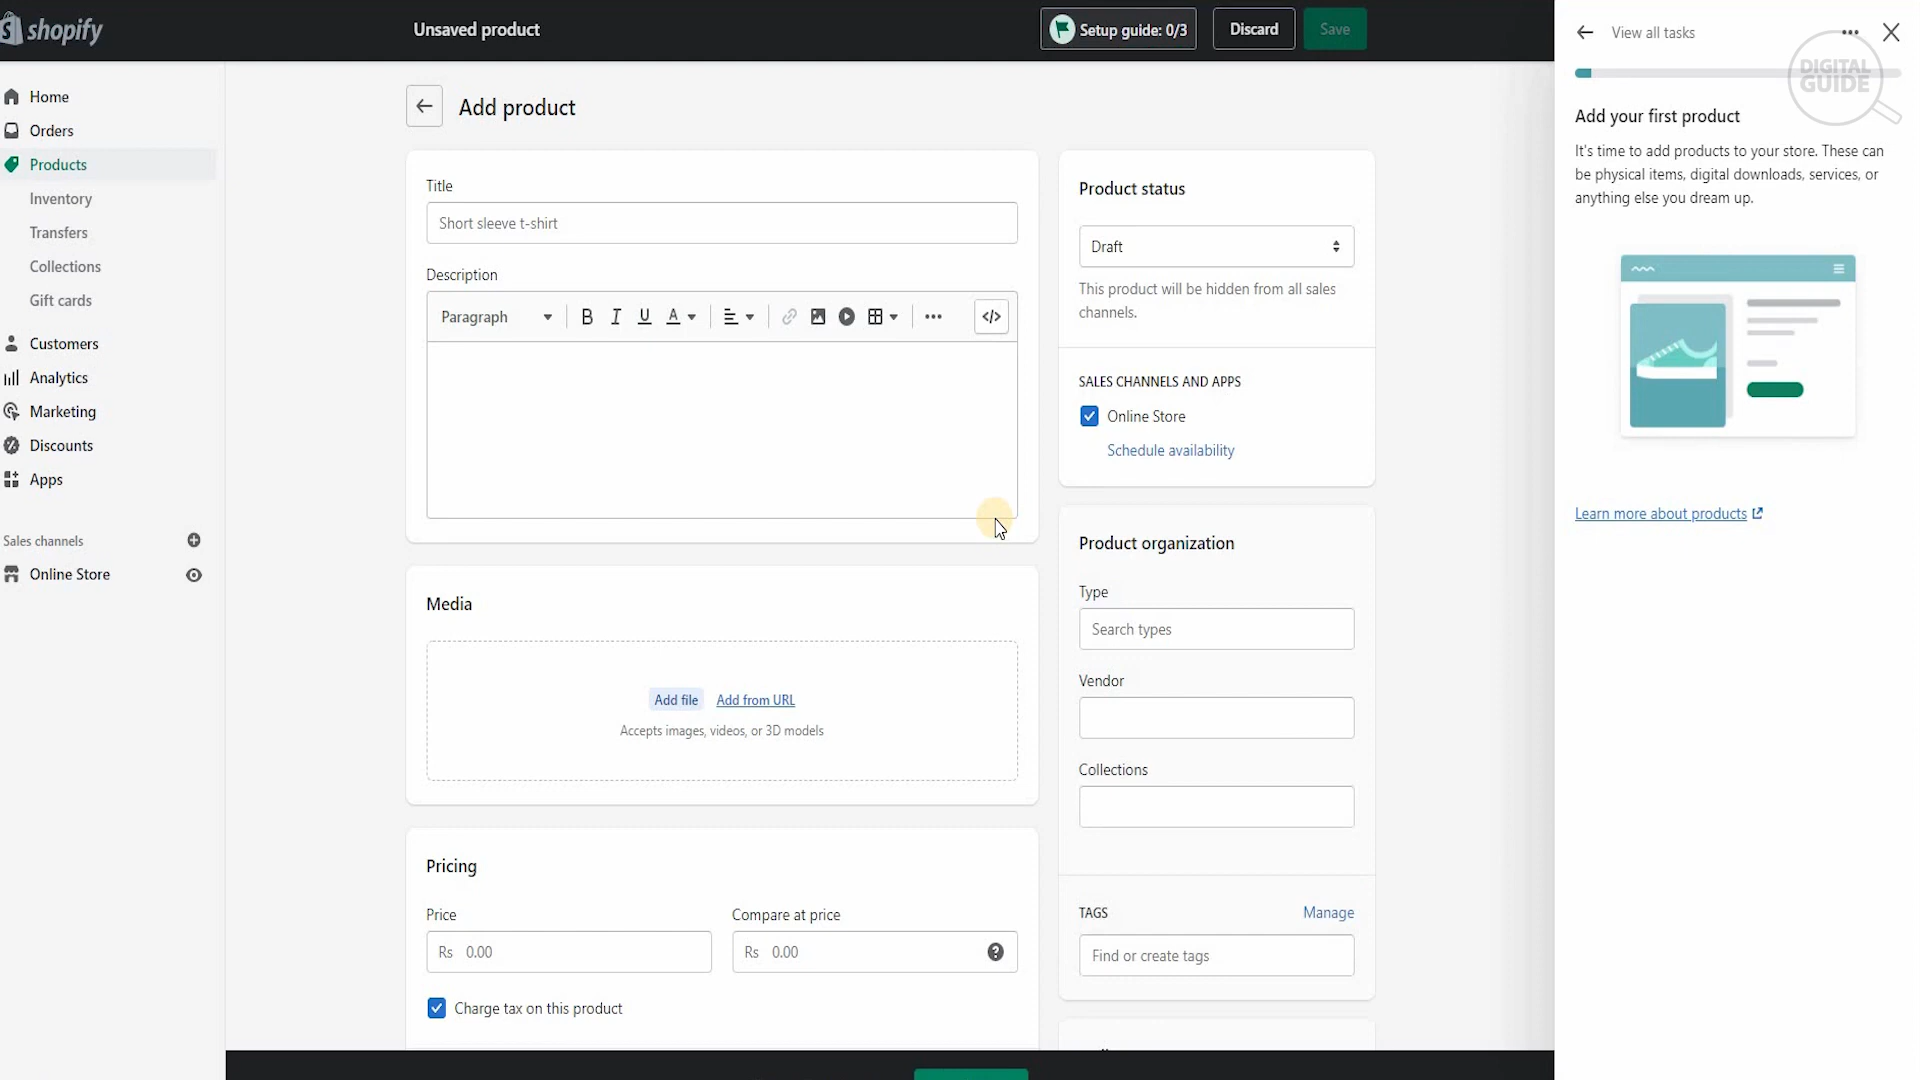 shopify
Unsaved product
Setup guide: 0/3
Discard
Save
Home
Orders
Products
Inventory
Transfers
Collections
Gift cards
Customers
Analytics
Marketing
Discounts
Apps
Sales channels
Online Store
Add product
Title
Short sleeve t-shirt
Description
Paragraph
B I U A
</>
Media
Add file Add from URL
Accepts images, videos, or 3D models
Pricing
Price
Rs 0.00
Compare at price
Rs 0.00
Charge tax on this product
Product status
Draft
This product will be hidden from all sales
channels.
SALES CHANNELS AND APPS
Online Store
Schedule availability
Product organization
Type
Search types
Vendor
Collections
TAGS
Manage
Find or create tags
View all tasks
DIGITAL
GUIDE
Add your first product
It's time to add products to your store. These can
be physical items, digital downloads, services, or
anything else you dream up.
Learn more about products